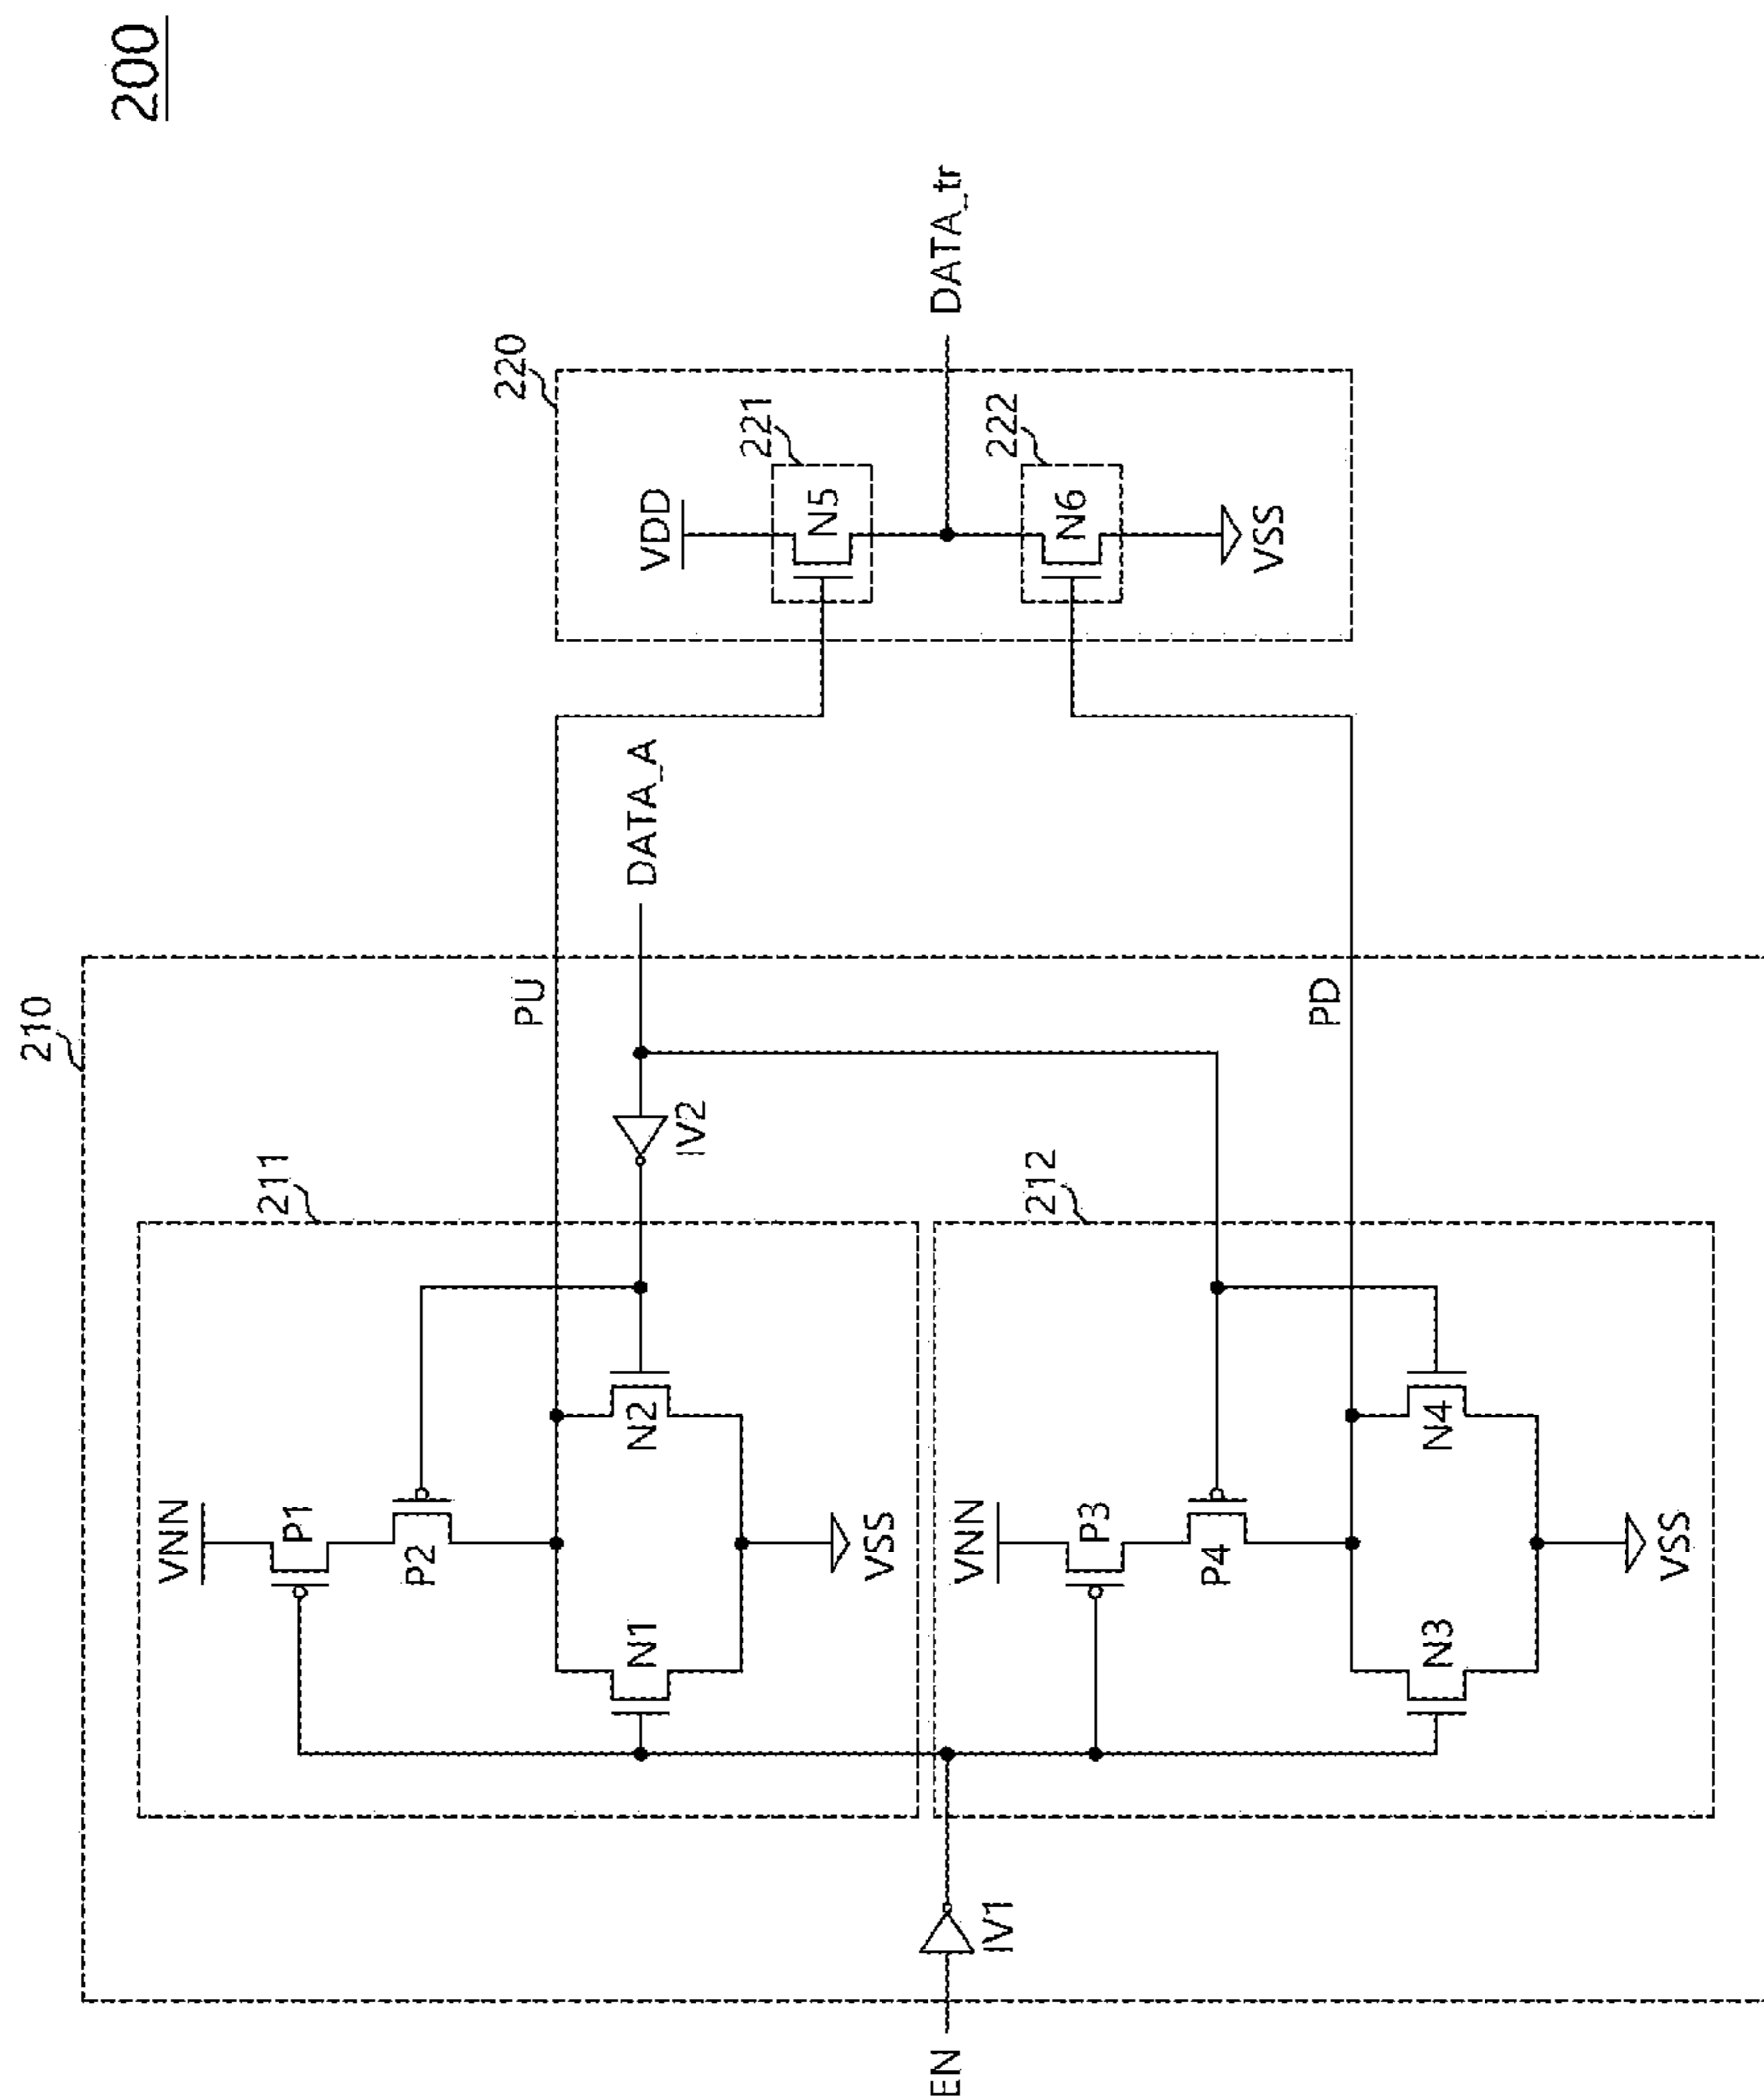 200
210
211
VNN
P1
P2
N1
N2
VSS
PU
DATA_A
IV2
EN
IV1
212
VNN
P3
P4
N3
N4
VSS
PD
220
VDD
221
N5
DATA_tr
222
N6
VSS